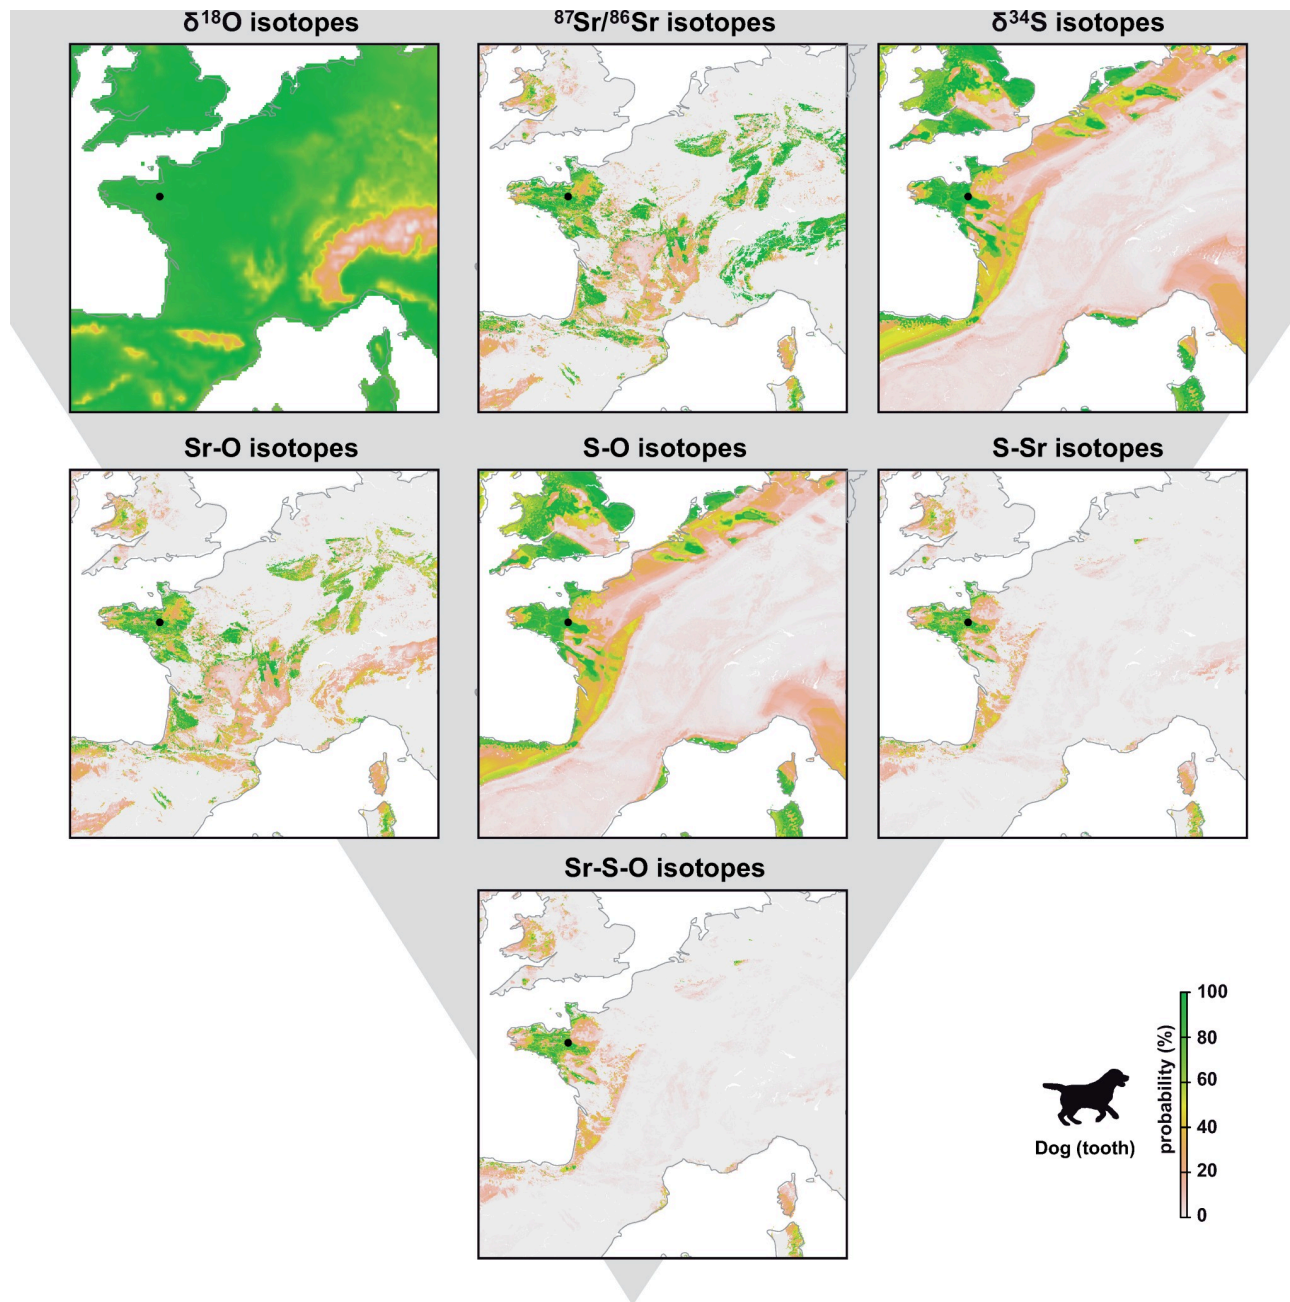 δ¹⁸O isotopes
⁸⁷Sr/⁸⁶Sr isotopes
δ³⁴S isotopes
Sr-O isotopes
S-O isotopes
S-Sr isotopes
Sr-S-O isotopes
Dog (tooth)
probability (%)
100
80
60
40
20
0